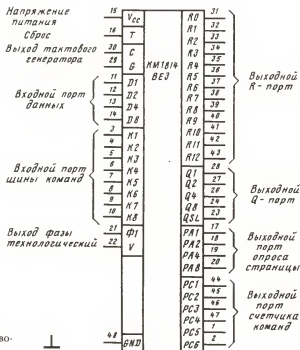 Напряжение питания 15 Vcc
Сброс 16 T
Выход тактового генератора 30 C
29 G
Входной порт данных
11 D1
12 D2
13 D4
14 D8
Входной порт шины команд
3 K1
4 K2
5 K3
6 K4
7 K5
8 K6
9 K7
10 K8
Выход фазы 21 Ф1
технологический 22 V
48 GND
КМ1814
ВЕ3
R0 31
R1 32
R2 33
K3 34
R4 35
R5 36
R6 37
R7 38
R8 39
R9 40
R10 41
R11 42
R12 43
Выходной R-порт
Q1 28
Q2 27
Q4 26
Q8 24
QSL 23
Выходной Q-порт
PA1 17
PA2 18
PA4 19
PA8 20
Выходной порт опроса страницы
PC1 44
PC2 45
PC3 46
PC4 47
PC5 1
PC6 2
Выходной порт счетчика команд
во-